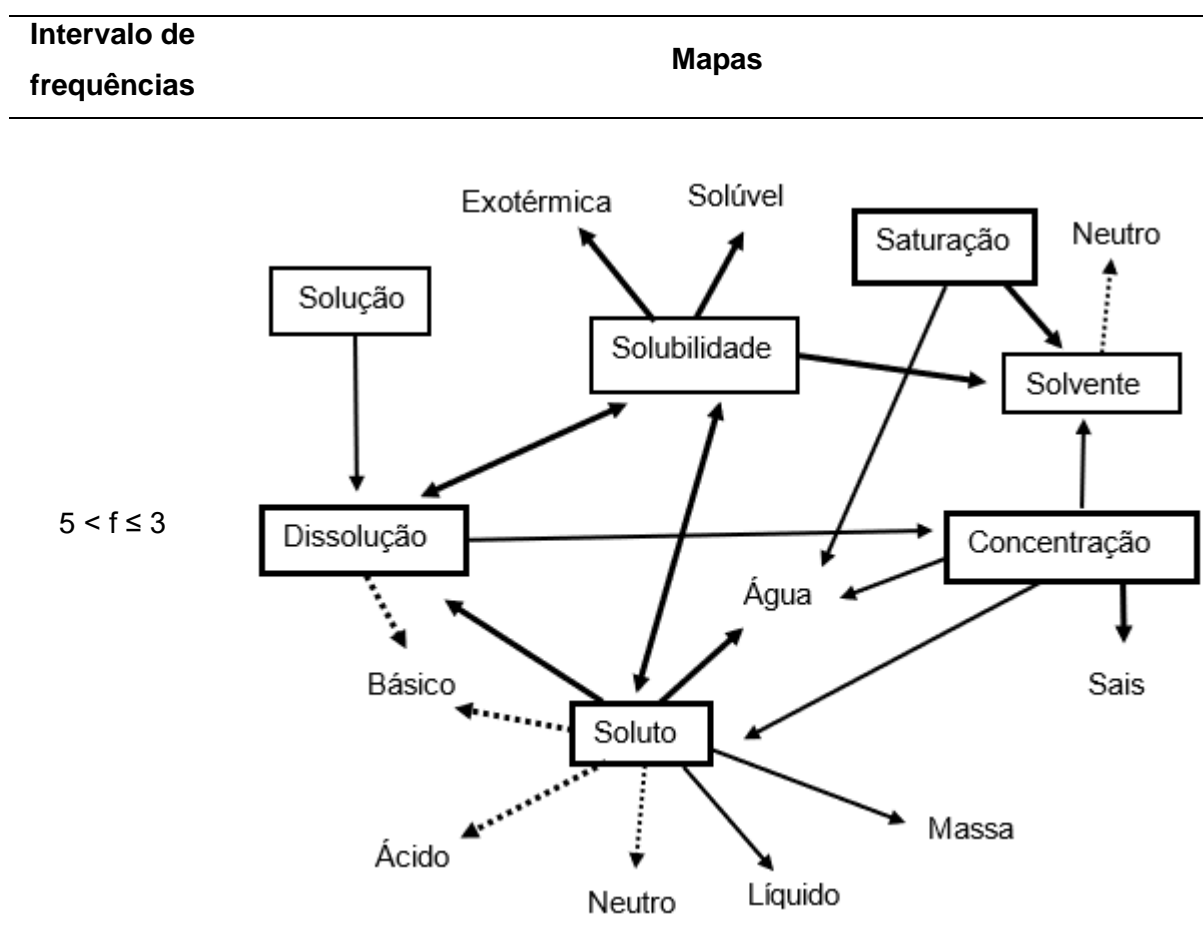 Intervalo de
frequências
Mapas
Exotérmica
Solúvel
Saturação
Neutro
Solução
Solubilidade
Solvente
5 < f ≤ 3
Dissolução
Concentração
Água
Básico
Sais
Soluto
Massa
Ácido
Neutro
Líquido